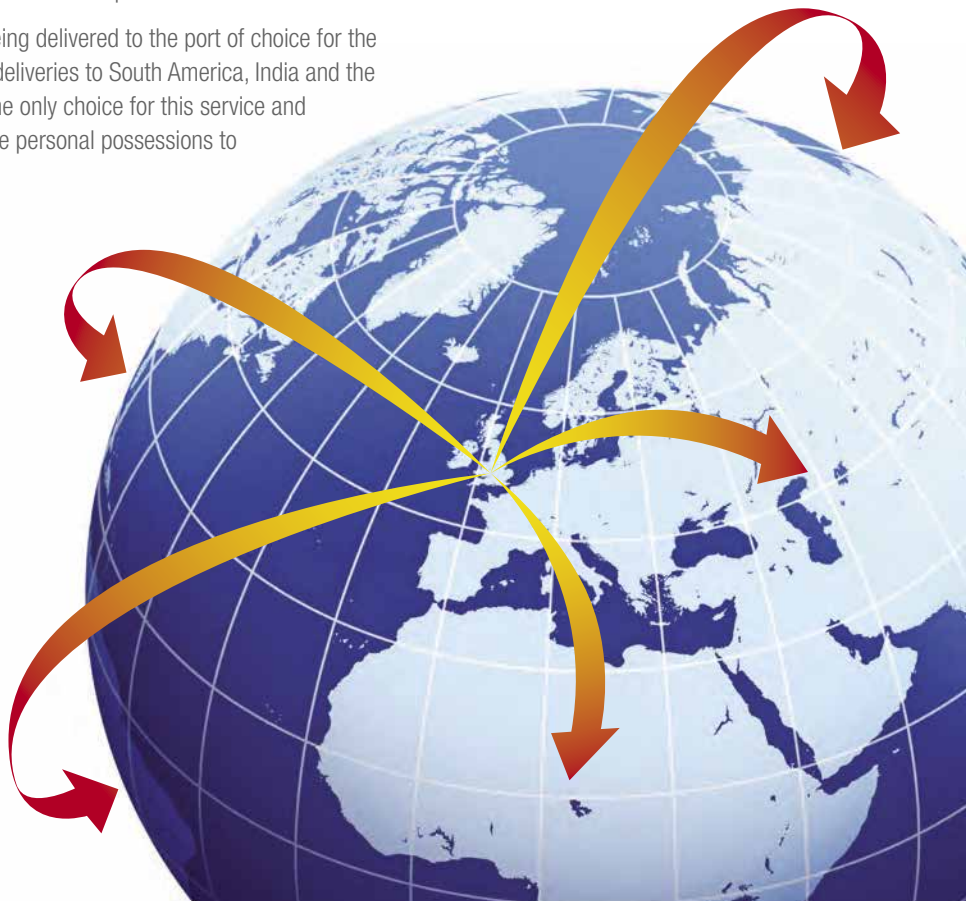 eing delivered to the port of choice for the
deliveries to South America, India and the
e only choice for this service and
e personal possessions to